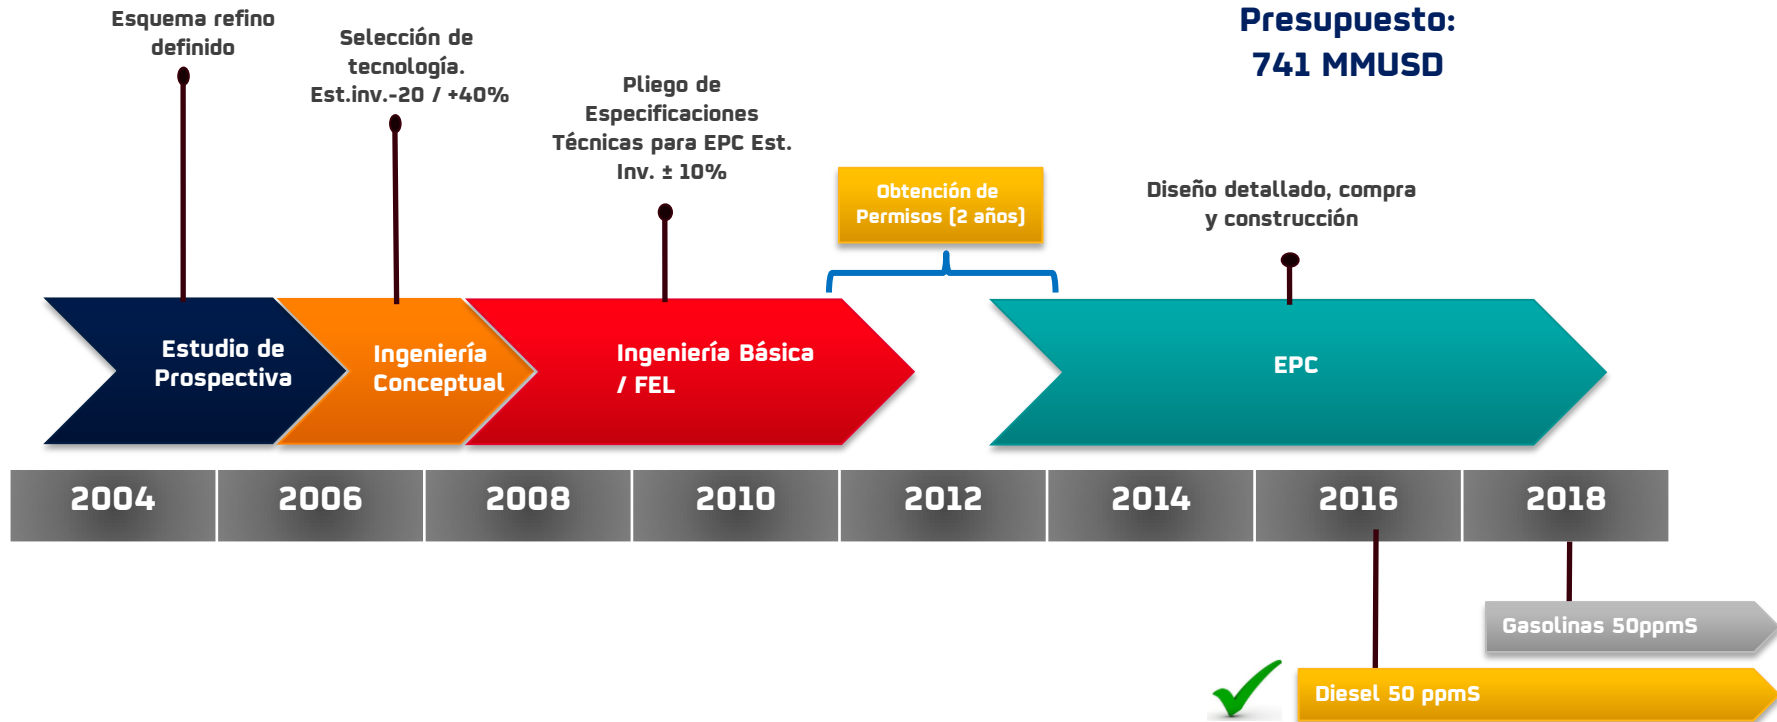 Esquema refino
definido
Selección de
tecnología.
Est.inv.-20 / +40%
Pliego de
Especificaciones
Técnicas para EPC Est.
Inv. ± 10%
Presupuesto:
741 MMUSD
Obtención de
Permisos (2 años)
Diseño detallado, compra
y construcción
Estudio de
Prospectiva
Ingeniería
Conceptual
Ingeniería Básica
/ FEL
EPC
2004
2006
2008
2010
2012
2014
2016
2018
Gasolinas 50ppmS
Diesel 50 ppmS